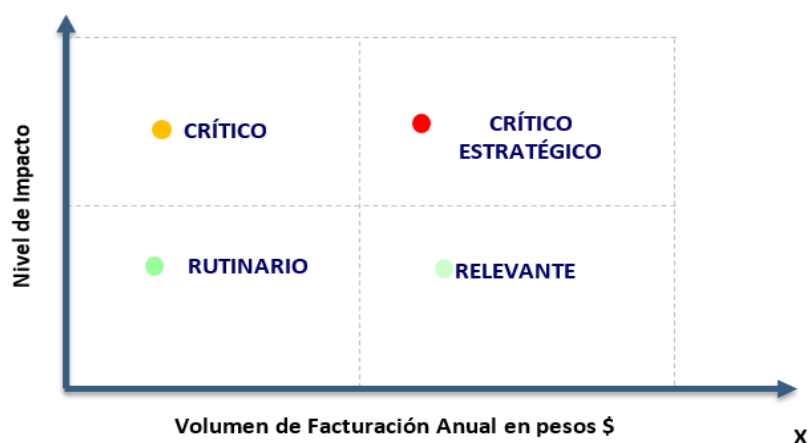 Nivel de Impacto
CRÍTICO
CRÍTICO
ESTRATÉGICO
RUTINARIO
RELEVANTE
Volumen de Facturación Anual en pesos $
X